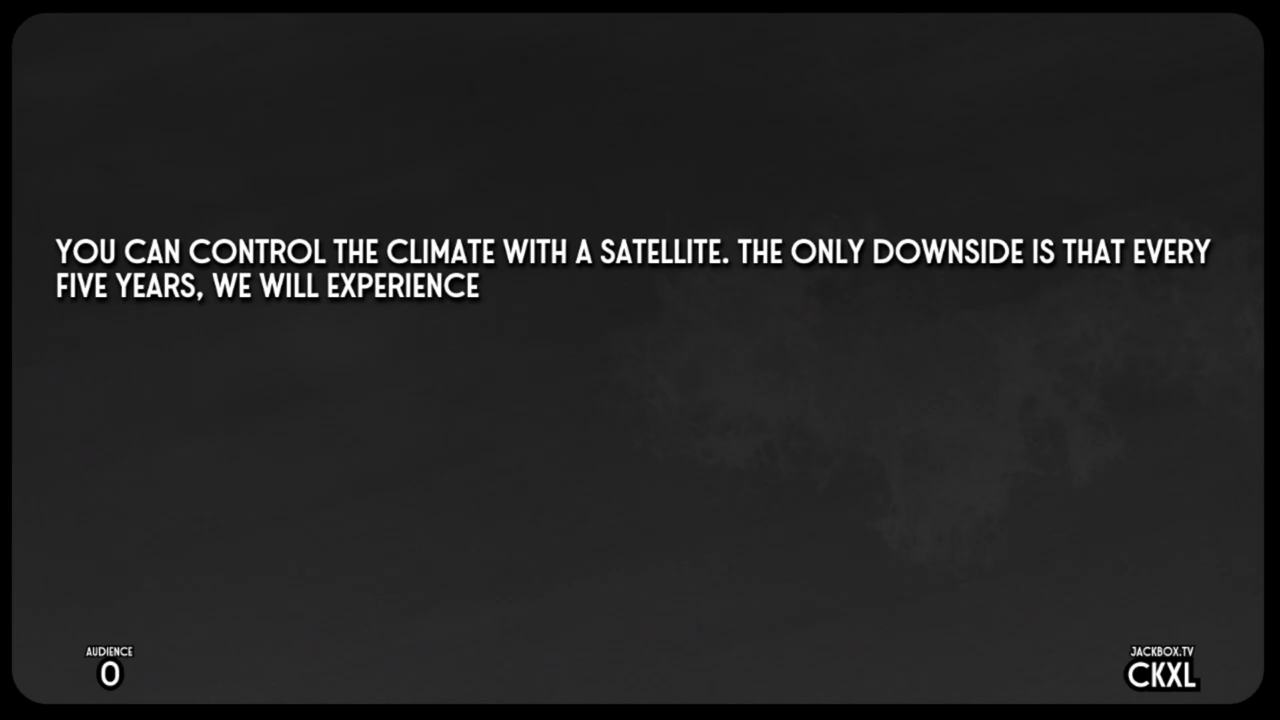 YOU CAN CONTROL THE CLIMATE WITH A SATELLITE. THE ONLY DOWNSIDE IS THAT EVERY
FIVE YEARS, WE WILL EXPERIENCE
AUDIENCE
0
JACKBOX.TV
CKXL